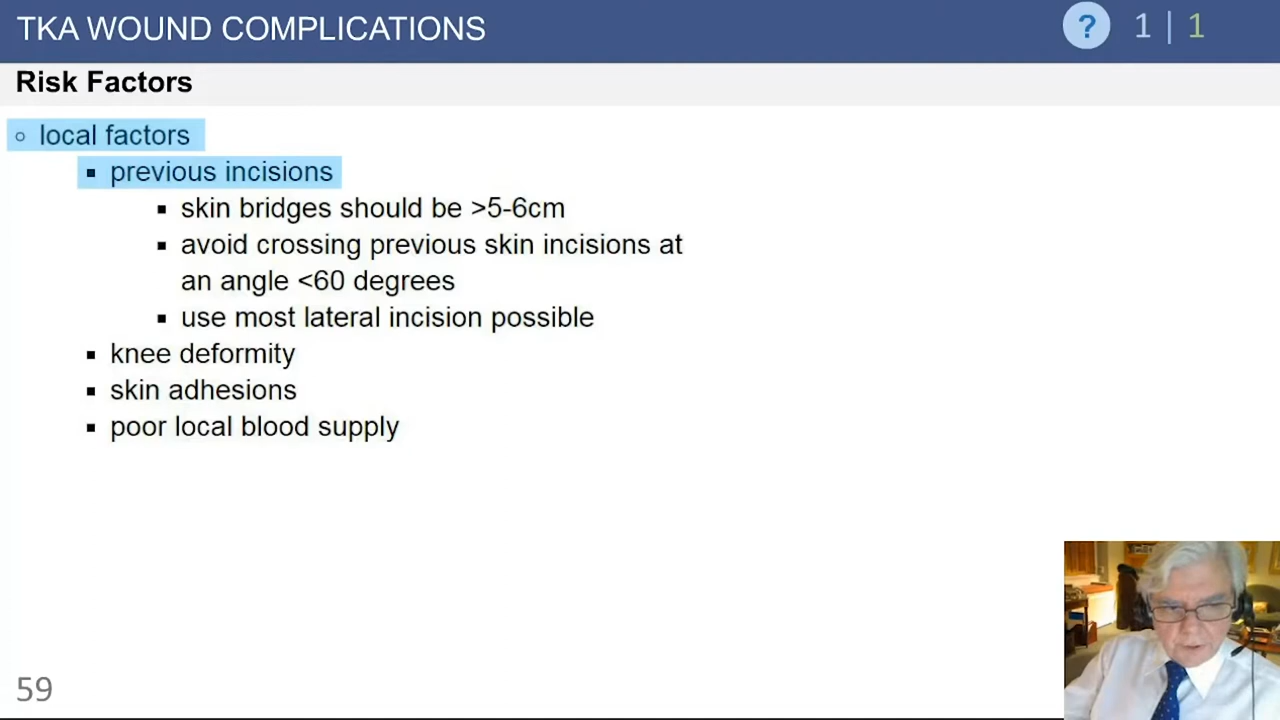 TKA WOUND COMPLICATIONS
? 1 | 1
Risk Factors
local factors
previous incisions
skin bridges should be >5-6cm
avoid crossing previous skin incisions at
an angle <60 degrees
use most lateral incision possible
knee deformity
skin adhesions
poor local blood supply
59